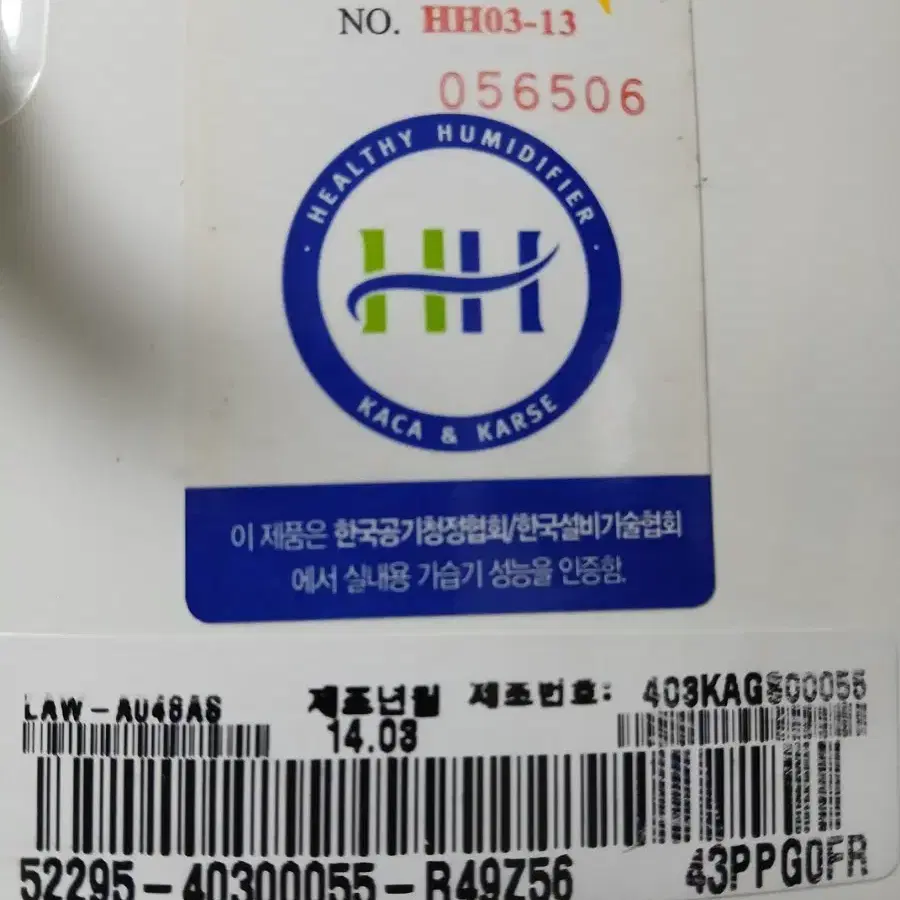 NO. HH03-13
056506
HEALTHY HUMIDIFIER
HH
KACA & KARSE
이 제품은 한국공기청정협회/한국설비기술협회
에서 실내용 가습기 성능을 인증함.
LAW-AU48AS 제조년월 제조번호:
14.03
52295-40300055-R49Z56 43PPG0FR